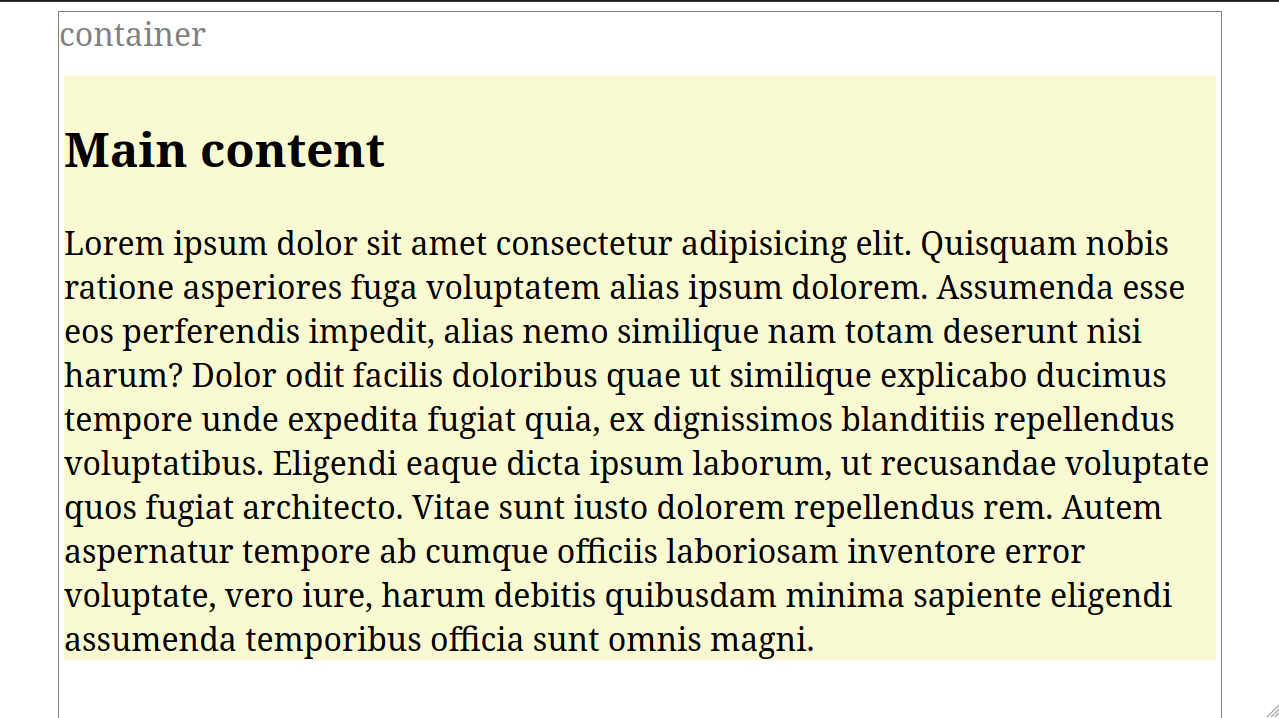 container
Main content
Lorem ipsum dolor sit amet consectetur adipisicing elit. Quisquam nobis
ratione asperiores fuga voluptatem alias ipsum dolorem. Assumenda esse
eos perferendis impedit, alias nemo similique nam totam deserunt nisi
harum? Dolor odit facilis doloribus quae ut similique explicabo ducimus
tempore unde expedita fugiat quia, ex dignissimos blanditiis repellendus
voluptatibus. Eligendi eaque dicta ipsum laborum, ut recusandae voluptate
quos fugiat architecto. Vitae sunt iusto dolorem repellendus rem. Autem
aspernatur tempore ab cumque officiis laboriosam inventore error
voluptate, vero iure, harum debitis quibusdam minima sapiente eligendi
assumenda temporibus officia sunt omnis magni.